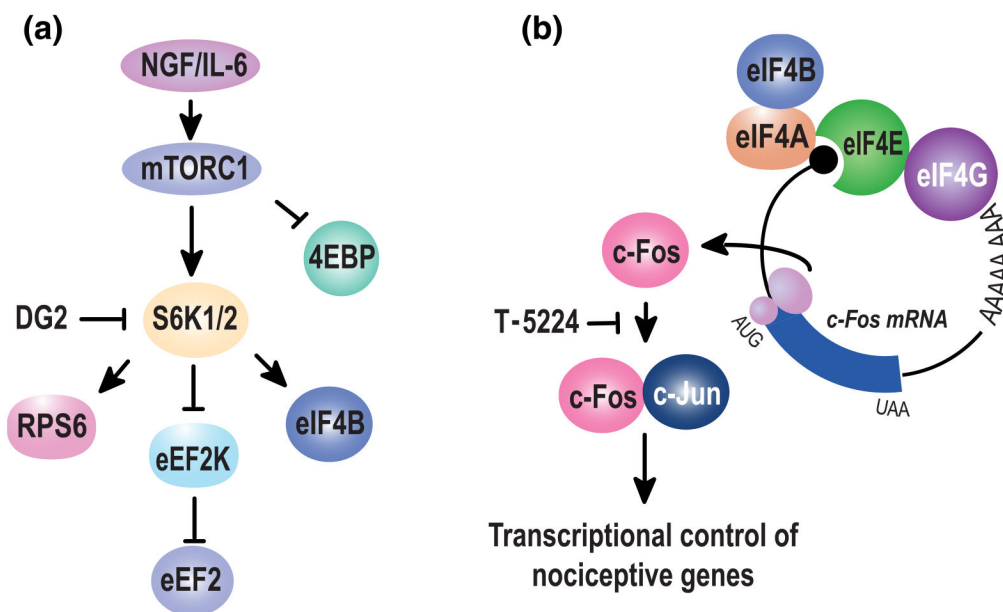 (a)
NGF/IL-6
mTORC1
4EBP
DG2
S6K1/2
RPS6
eIF4B
eEF2K
eEF2
(b)
eIF4B
eIF4A
eIF4E
eIF4G
AAAAA AAA
c-Fos
c-Fos mRNA
AUG
UAA
T-5224
c-Fos
c-Jun
Transcriptional control of
nociceptive genes